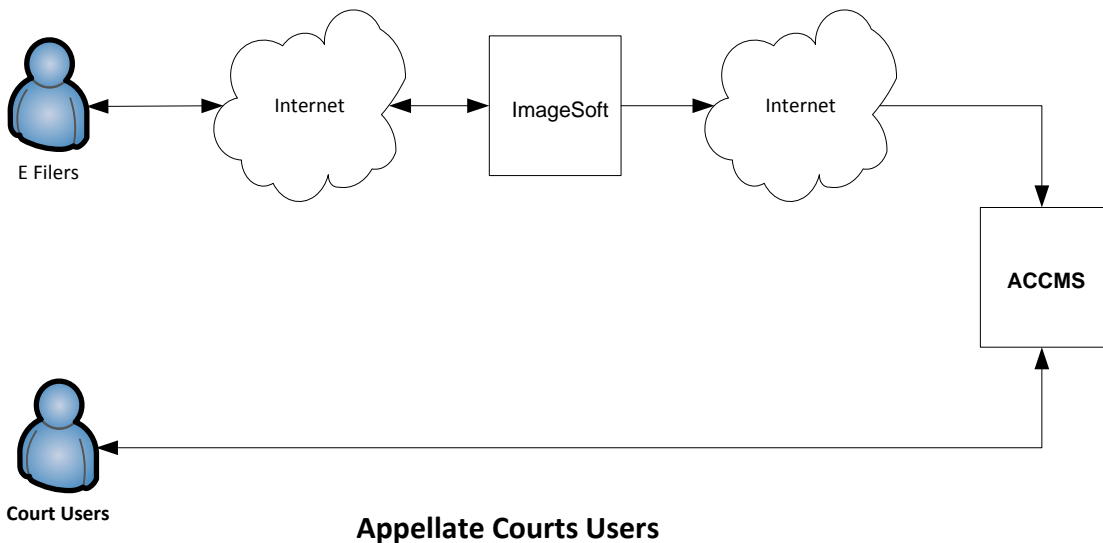 Internet
ImageSoft
Internet
E Filers
ACCMS
Court Users
Appellate Courts Users